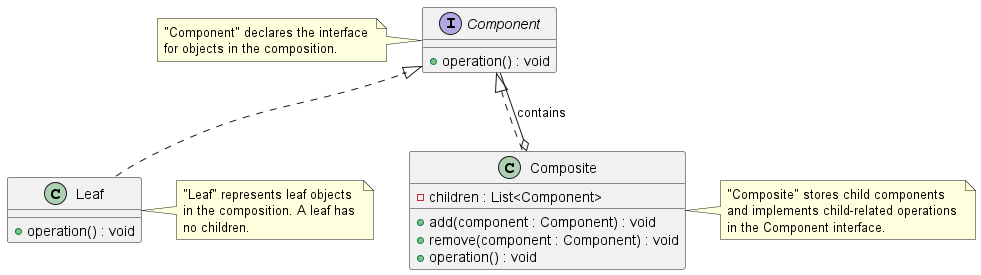 "Component" declares the interface
for objects in the composition.
I Component
operation() : void
contains
C Leaf
operation() : void
"Leaf" represents leaf objects
in the composition. A leaf has
no children.
C Composite
children : List<Component>
add(component : Component) : void
remove(component : Component) : void
operation() : void
"Composite" stores child components
and implements child-related operations
in the Component interface.